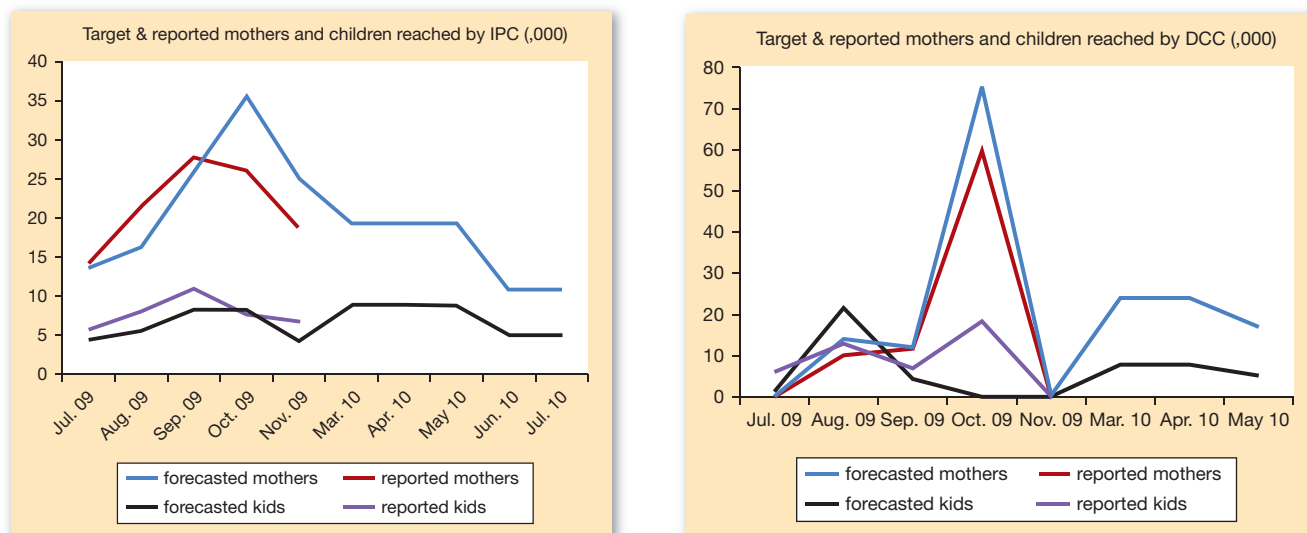 Target & reported mothers and children reached by IPC (,000)
40
35
30
25
20
15
10
5
0
Jul. 09 Aug. 09 Sep. 09 Oct. 09 Nov. 09 Mar. 10 Apr. 10 May 10 Jun. 10 Jul. 10
forecasted mothers reported mothers
forecasted kids reported kids
Target & reported mothers and children reached by DCC (,000)
80
70
60
50
40
30
20
10
0
Jul. 09 Aug. 09 Sep. 09 Oct. 09 Nov. 09 Mar. 10 Apr. 10 May 10
forecasted mothers reported mothers
forecasted kids reported kids